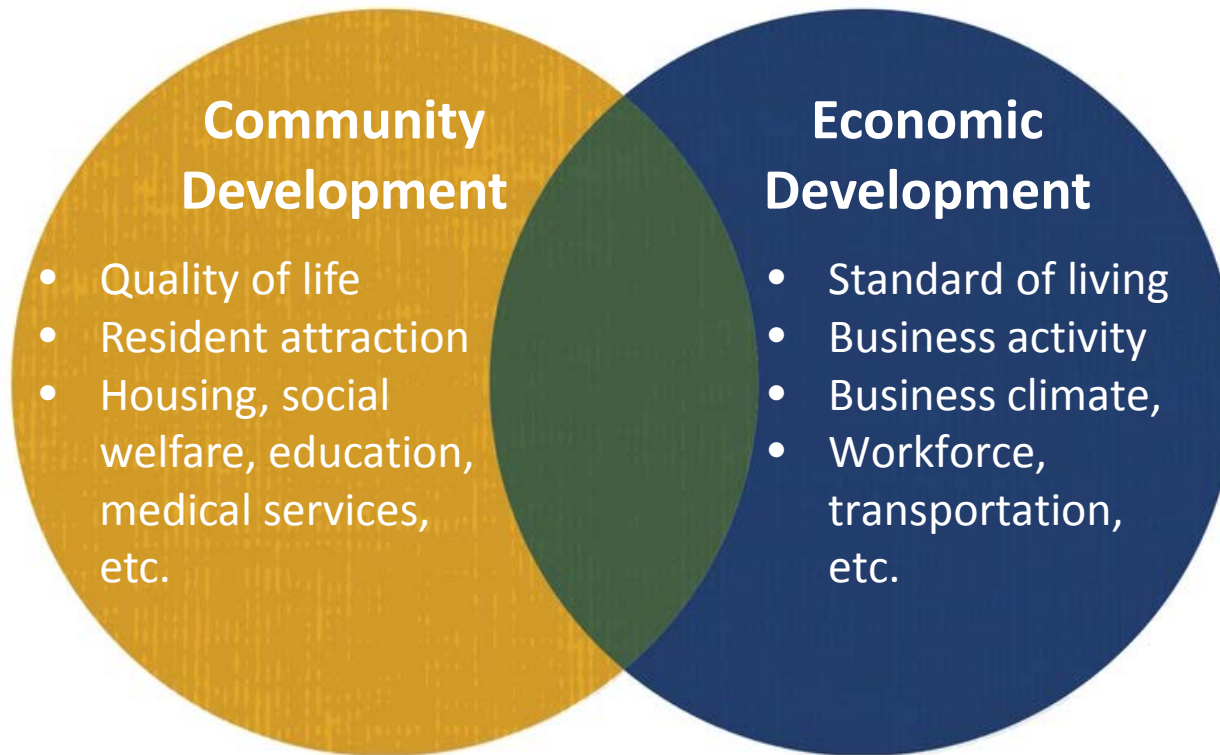 Community
Development
• Quality of life
• Resident attraction
• Housing, social
welfare, education,
medical services,
etc.
Economic
Development
• Standard of living
• Business activity
• Business climate,
• Workforce,
transportation,
etc.